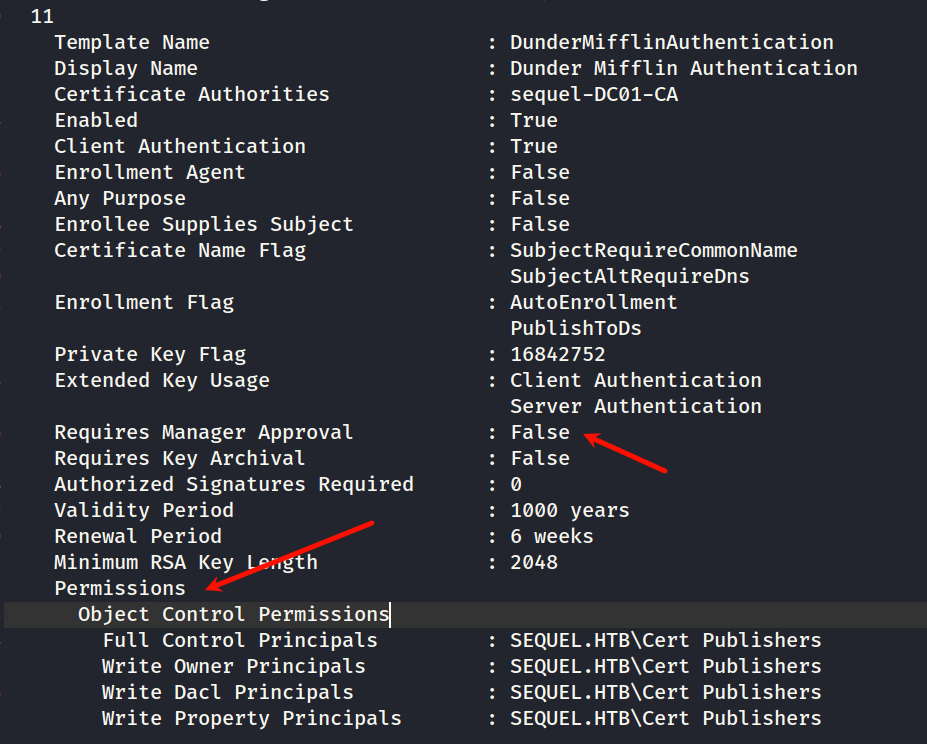 11
Template Name : DunderMifflinAuthentication
Display Name : Dunder Mifflin Authentication
Certificate Authorities : sequel-DC01-CA
Enabled : True
Client Authentication : True
Enrollment Agent : False
Any Purpose : False
Enrollee Supplies Subject : False
Certificate Name Flag : SubjectRequireCommonName
SubjectAltRequireDns
Enrollment Flag : AutoEnrollment
PublishToDs
Private Key Flag : 16842752
Extended Key Usage : Client Authentication
Server Authentication
Requires Manager Approval : False
Requires Key Archival : False
Authorized Signatures Required : 0
Validity Period : 1000 years
Renewal Period : 6 weeks
Minimum RSA Key Length : 2048
Permissions
Object Control Permissions
Full Control Principals : SEQUEL.HTB\Cert Publishers
Write Owner Principals : SEQUEL.HTB\Cert Publishers
Write Dacl Principals : SEQUEL.HTB\Cert Publishers
Write Property Principals : SEQUEL.HTB\Cert Publishers